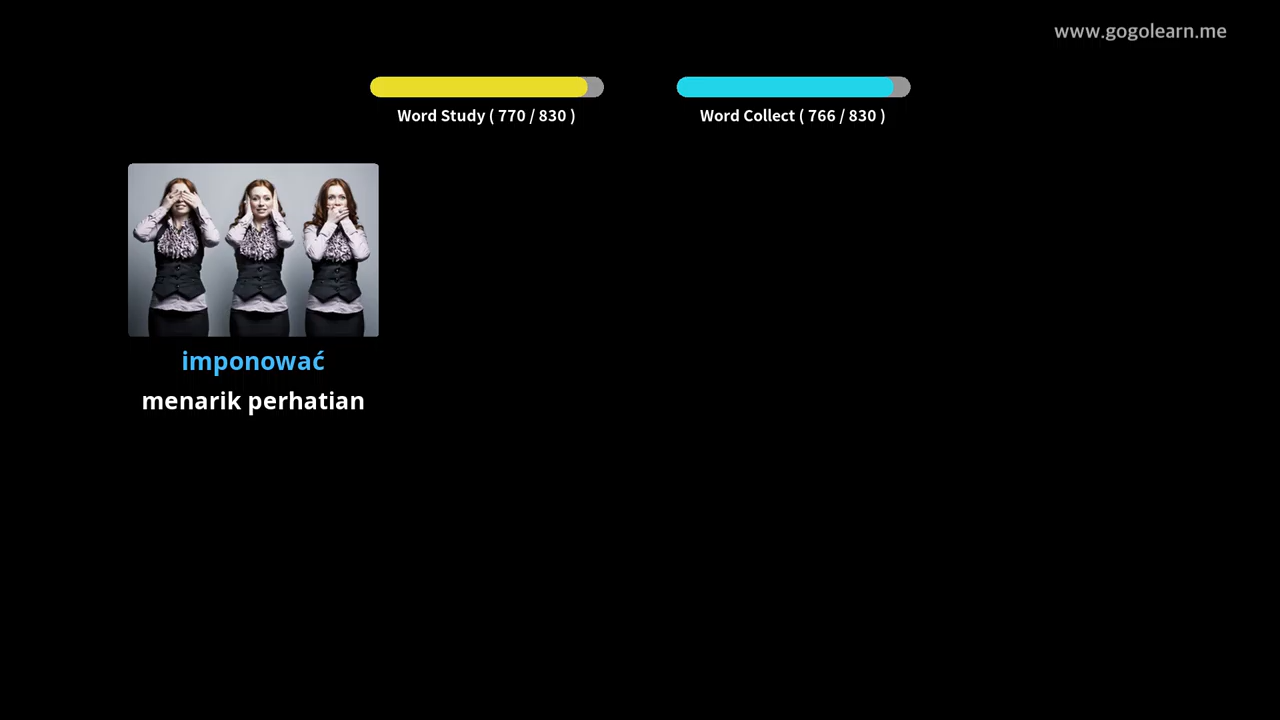 www.gogolearn.me
Word Study ( 770 / 830 )
Word Collect ( 766 / 830 )
imponować
menarik perhatian